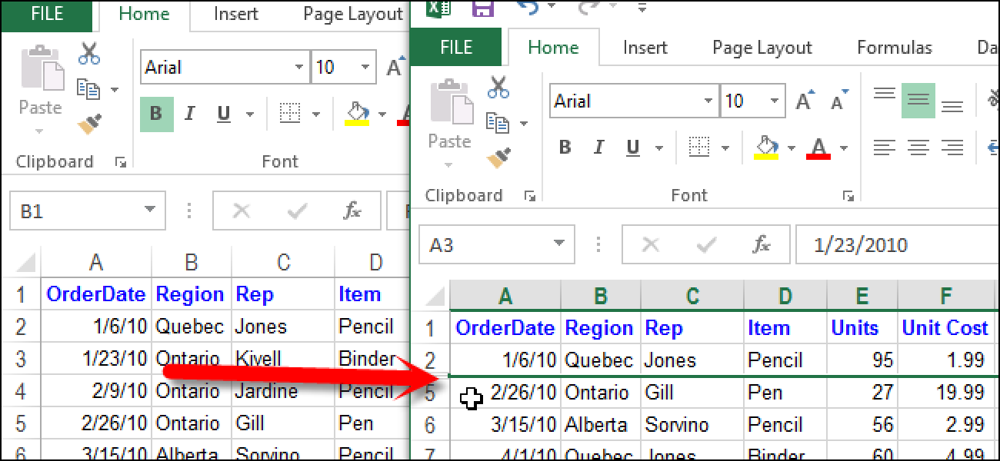 FILE Home Insert Page Layout
Arial 10 A
B I U
Paste
Clipboard Font
B1 fx
A B C D
1 OrderDate Region Rep Item
2 1/6/10 Quebec Jones Pencil
3 1/23/10 Ontario Kivell Binder
4 2/9/10 Ontario Jardine Pencil
5 2/26/10 Ontario Gill Pen
6 3/15/10 Alberta Sorvino Pencil
FILE Home Insert Page Layout Formulas Da
Arial 10 A A
B I U A
Paste
Clipboard Font
A3 fx 1/23/2010
A B C D E F
1 OrderDate Region Rep Item Units Unit Cost
2 1/6/10 Quebec Jones Pencil 95 1.99
5 2/26/10 Ontario Gill Pen 27 19.99
6 3/15/10 Alberta Sorvino Pencil 56 2.99
7 4/1/10 Quebec Jones Binder 60 4.99